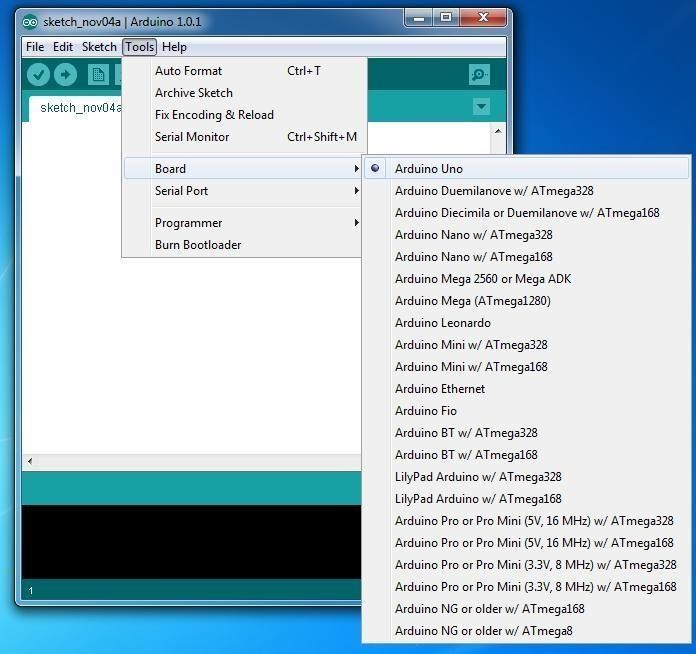 sketch_nov04a | Arduino 1.0.1
File Edit Sketch Tools Help
Auto Format Ctrl+T
Archive Sketch
Fix Encoding & Reload
Serial Monitor Ctrl+Shift+M
Board
Serial Port
Programmer
Burn Bootloader
sketch_nov04a
Arduino Uno
Arduino Duemilanove w/ ATmega328
Arduino Diecimila or Duemilanove w/ ATmega168
Arduino Nano w/ ATmega328
Arduino Nano w/ ATmega168
Arduino Mega 2560 or Mega ADK
Arduino Mega (ATmega1280)
Arduino Leonardo
Arduino Mini w/ ATmega328
Arduino Mini w/ ATmega168
Arduino Ethernet
Arduino Fio
Arduino BT w/ ATmega328
Arduino BT w/ ATmega168
LilyPad Arduino w/ ATmega328
LilyPad Arduino w/ ATmega168
Arduino Pro or Pro Mini (5V, 16 MHz) w/ ATmega328
Arduino Pro or Pro Mini (5V, 16 MHz) w/ ATmega168
Arduino Pro or Pro Mini (3.3V, 8 MHz) w/ ATmega328
Arduino Pro or Pro Mini (3.3V, 8 MHz) w/ ATmega168
Arduino NG or older w/ ATmega168
Arduino NG or older w/ ATmega8
1